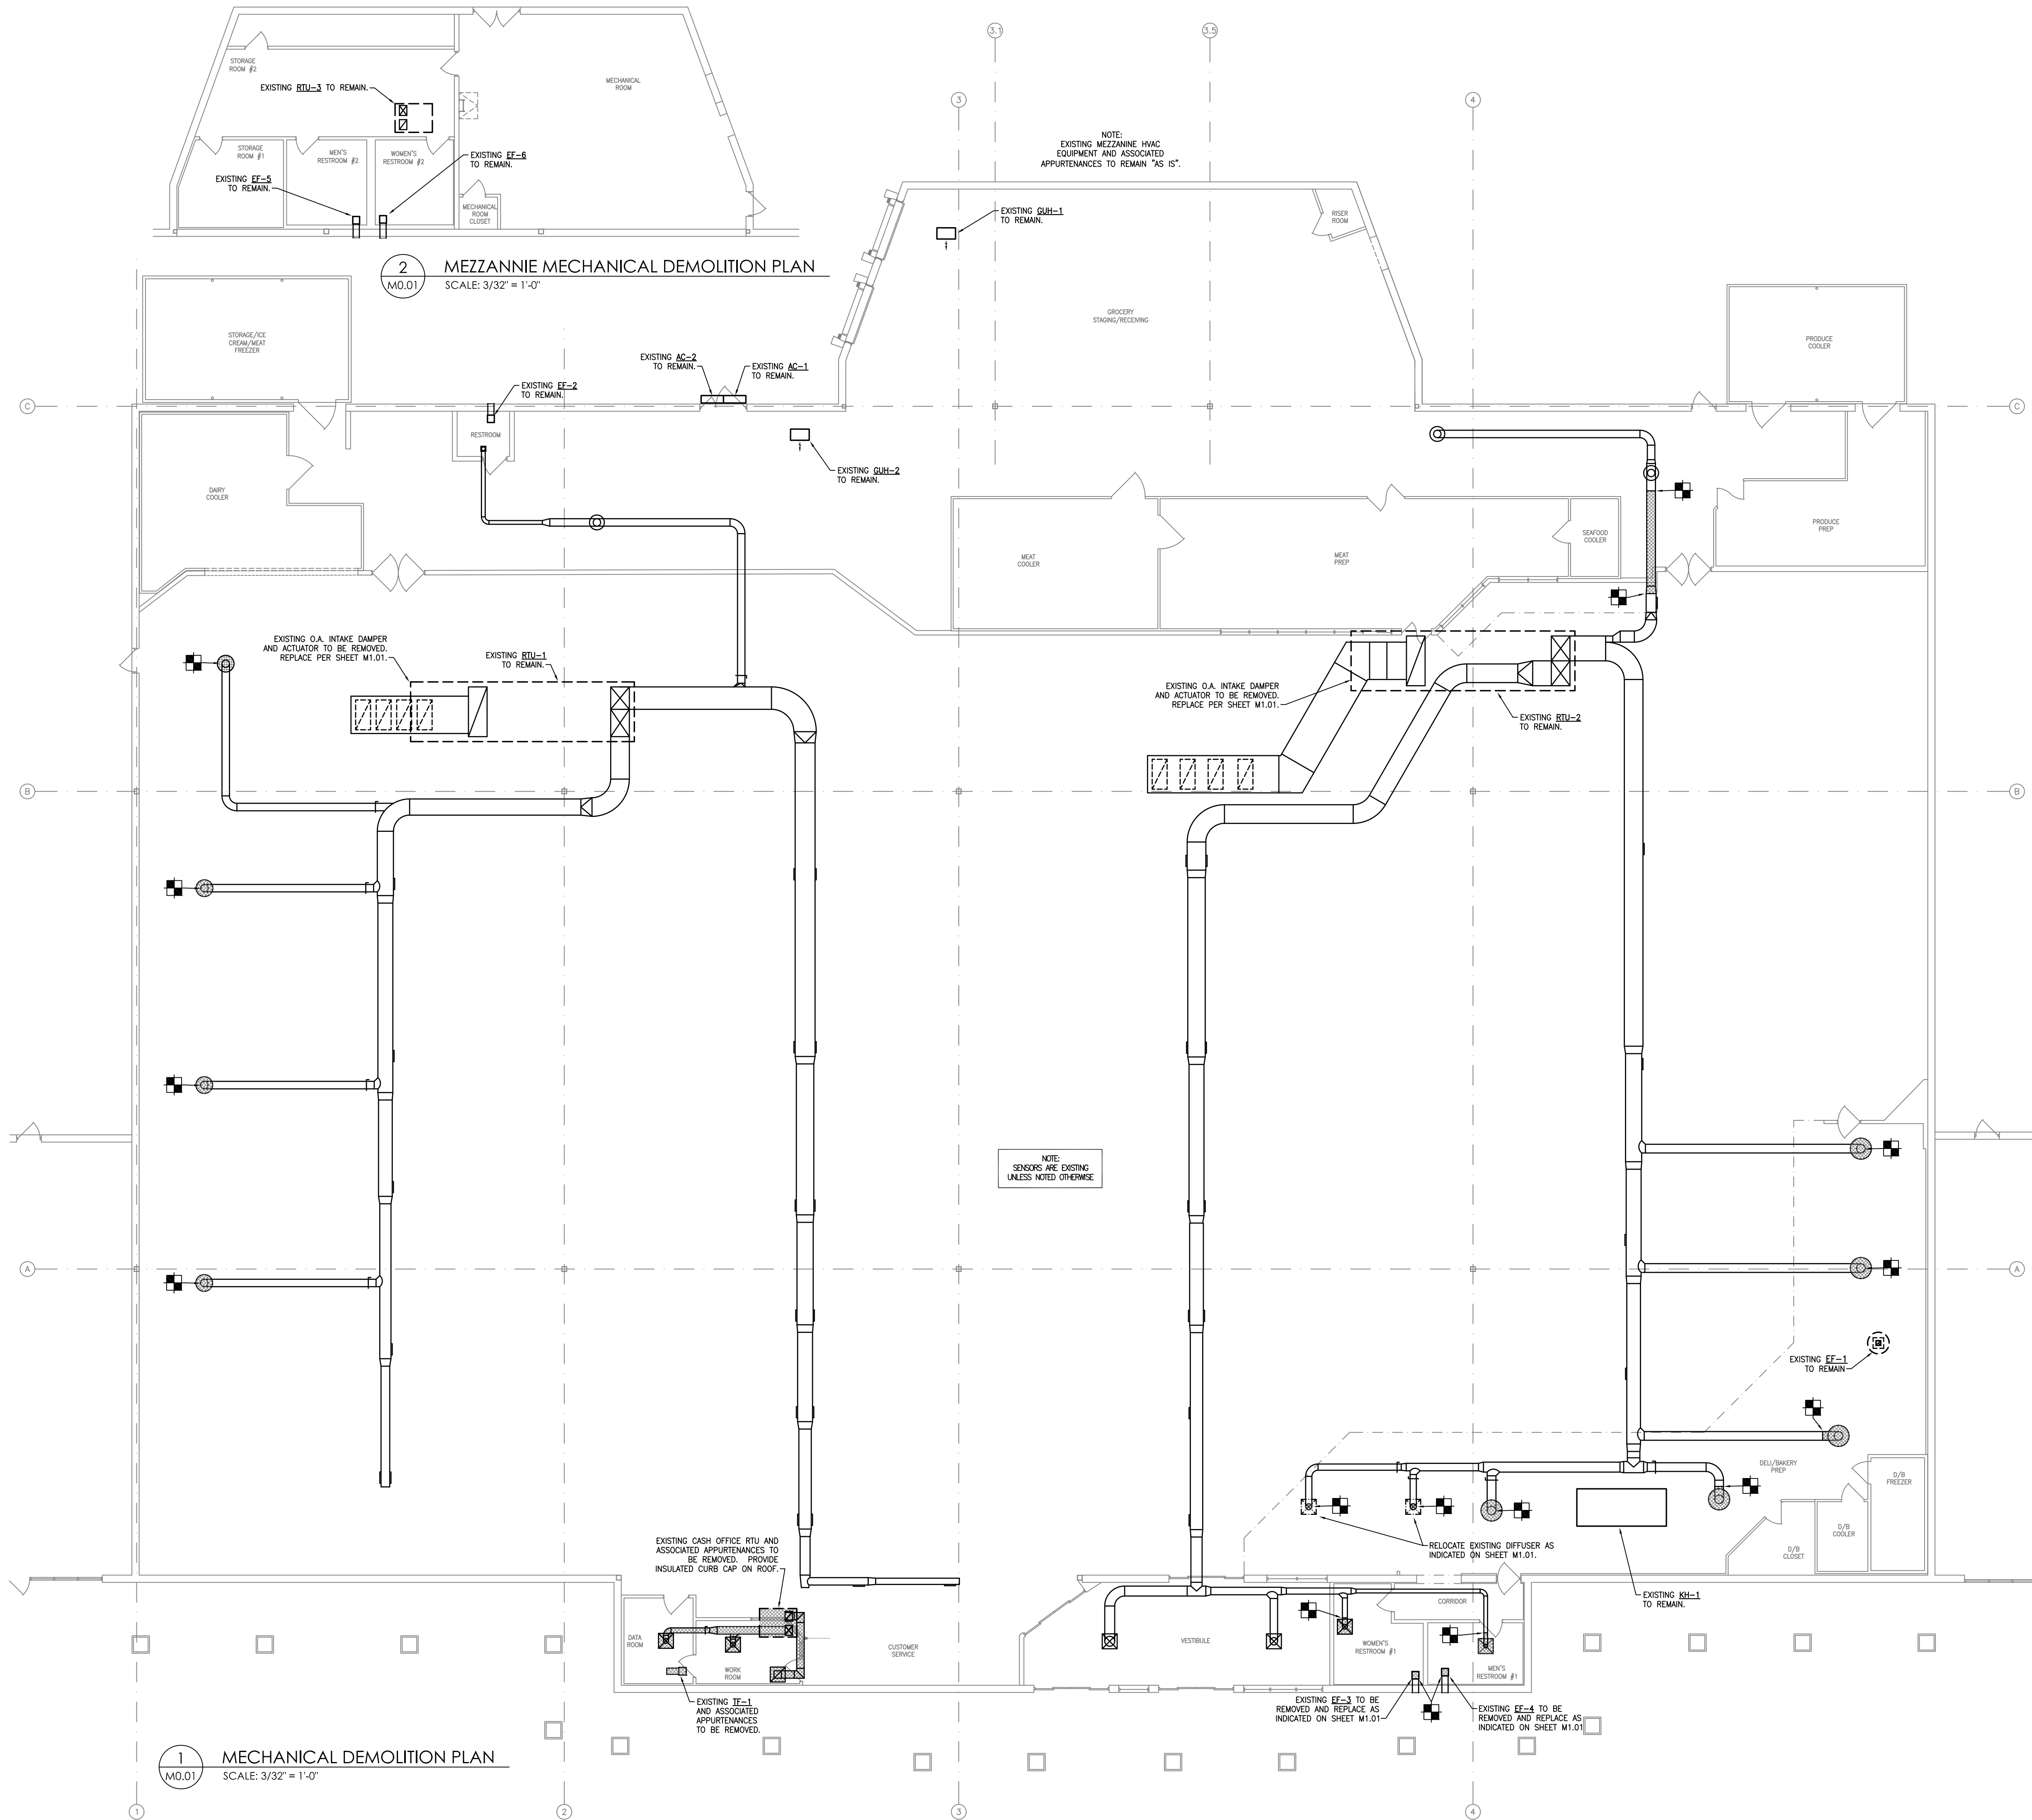 3.1
3.5
3
4
STORAGE
ROOM #2
MECHANICAL
ROOM
EXISTING RTU-3 TO REMAIN.
STORAGE
ROOM #1
MEN'S
RESTROOM #2
WOMEN'S
RESTROOM #2
EXISTING EF-6
TO REMAIN.
EXISTING EF-5
TO REMAIN.
MECHANICAL
ROOM
CLOSET
2
M0.01
MEZZANNIE MECHANICAL DEMOLITION PLAN
SCALE: 3/32" = 1'-0"
NOTE:
EXISTING MEZZANINE HVAC
EQUIPMENT AND ASSOCIATED
APPURTENANCES TO REMAIN "AS IS".
EXISTING GUH-1
TO REMAIN.
RISER
ROOM
GROCERY
STAGING/RECEIVING
STORAGE/ICE
CREAM/MEAT
FREEZER
PRODUCE
COOLER
EXISTING AC-2
TO REMAIN.
EXISTING AC-1
TO REMAIN.
EXISTING EF-2
TO REMAIN.
C
C
RESTROOM
EXISTING GUH-2
TO REMAIN.
DAIRY
COOLER
MEAT
COOLER
MEAT
PREP
SEAFOOD
COOLER
PRODUCE
PREP
EXISTING O.A. INTAKE DAMPER
AND ACTUATOR TO BE REMOVED.
REPLACE PER SHEET M1.01.
EXISTING RTU-1
TO REMAIN.
EXISTING O.A. INTAKE DAMPER
AND ACTUATOR TO BE REMOVED.
REPLACE PER SHEET M1.01.
EXISTING RTU-2
TO REMAIN.
B
B
NOTE:
SENSORS ARE EXISTING
UNLESS NOTED OTHERWISE
A
A
EXISTING EF-1
TO REMAIN
DELI/BAKERY
PREP
D/B
FREEZER
D/B
COOLER
D/B
CLOSET
EXISTING CASH OFFICE RTU AND
ASSOCIATED APPURTENANCES TO
BE REMOVED. PROVIDE
INSULATED CURB CAP ON ROOF.
RELOCATE EXISTING DIFFUSER AS
INDICATED ON SHEET M1.01.
EXISTING KH-1
TO REMAIN.
CORRIDOR
DATA
ROOM
WORK
ROOM
CUSTOMER
SERVICE
VESTIBULE
WOMEN'S
RESTROOM #1
MEN'S
RESTROOM #1
EXISTING TF-1
AND ASSOCIATED
APPURTENANCES
TO BE REMOVED.
EXISTING EF-3 TO BE
REMOVED AND REPLACE AS
INDICATED ON SHEET M1.01
EXISTING EF-4 TO BE
REMOVED AND REPLACE AS
INDICATED ON SHEET M1.01
1
M0.01
MECHANICAL DEMOLITION PLAN
SCALE: 3/32" = 1'-0"
1
2
3
4